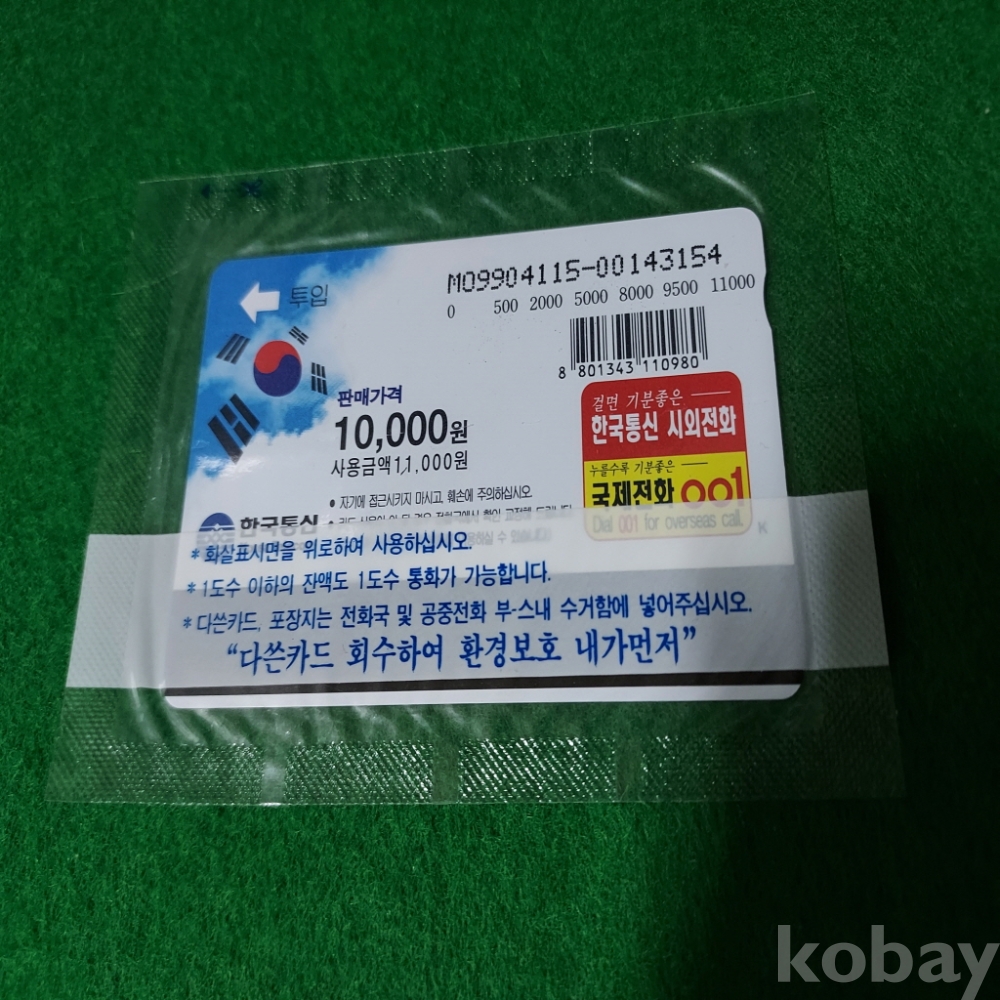 투입
MO9904115-00143154
0 500 2000 5000 8000 9500 11000
8 801343 110980
판매가격
10,000원
사용금액11,000원
걸면 기분좋은
한국통신 시외전화
누를수록 기분좋은
국제전화 001
Dial 001 for overseas call.
K
• 자기에 접근시키지 마시고, 훼손에 주의하십시오.
한국통신
* 화살표시면을 위로하여 사용하십시오.
* 1도수 이하의 잔액도 1도수 통화가 가능합니다.
* 다쓴카드, 포장지는 전화국 및 공중전화 부-스내 수거함에 넣어주십시오.
“다쓴카드 회수하여 환경보호 내가먼저”
kobay